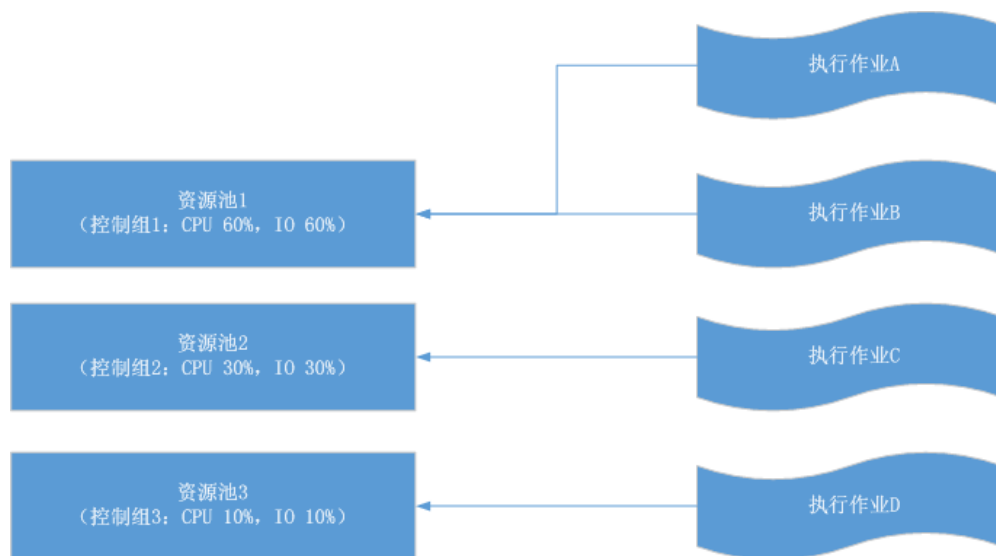 执行作业A
资源池1
（控制组1：CPU 60%，IO 60%）
执行作业B
资源池2
（控制组2：CPU 30%，IO 30%）
执行作业C
资源池3
（控制组3：CPU 10%，IO 10%）
执行作业D